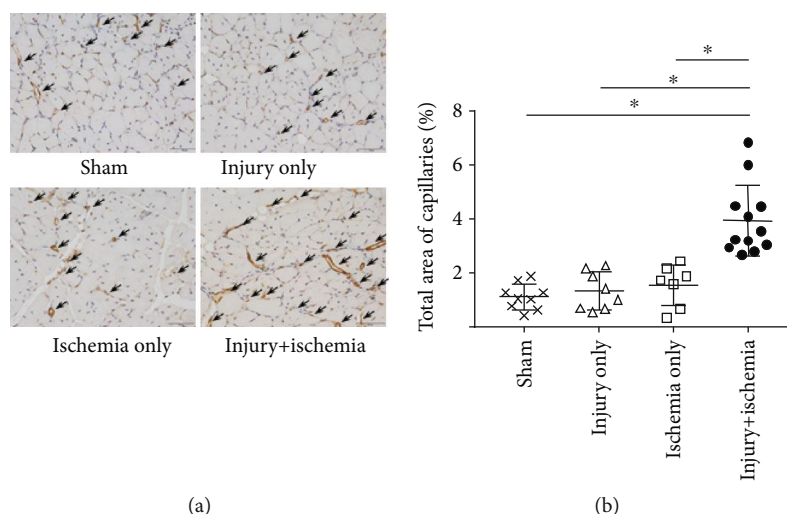 Sham
Injury only
Ischemia only
Injury+ischemia
(a)
*
*
*
Total area of capillaries (%)
8
6
4
2
Sham
Injury only
Ischemia only
Injury+ischemia
(b)